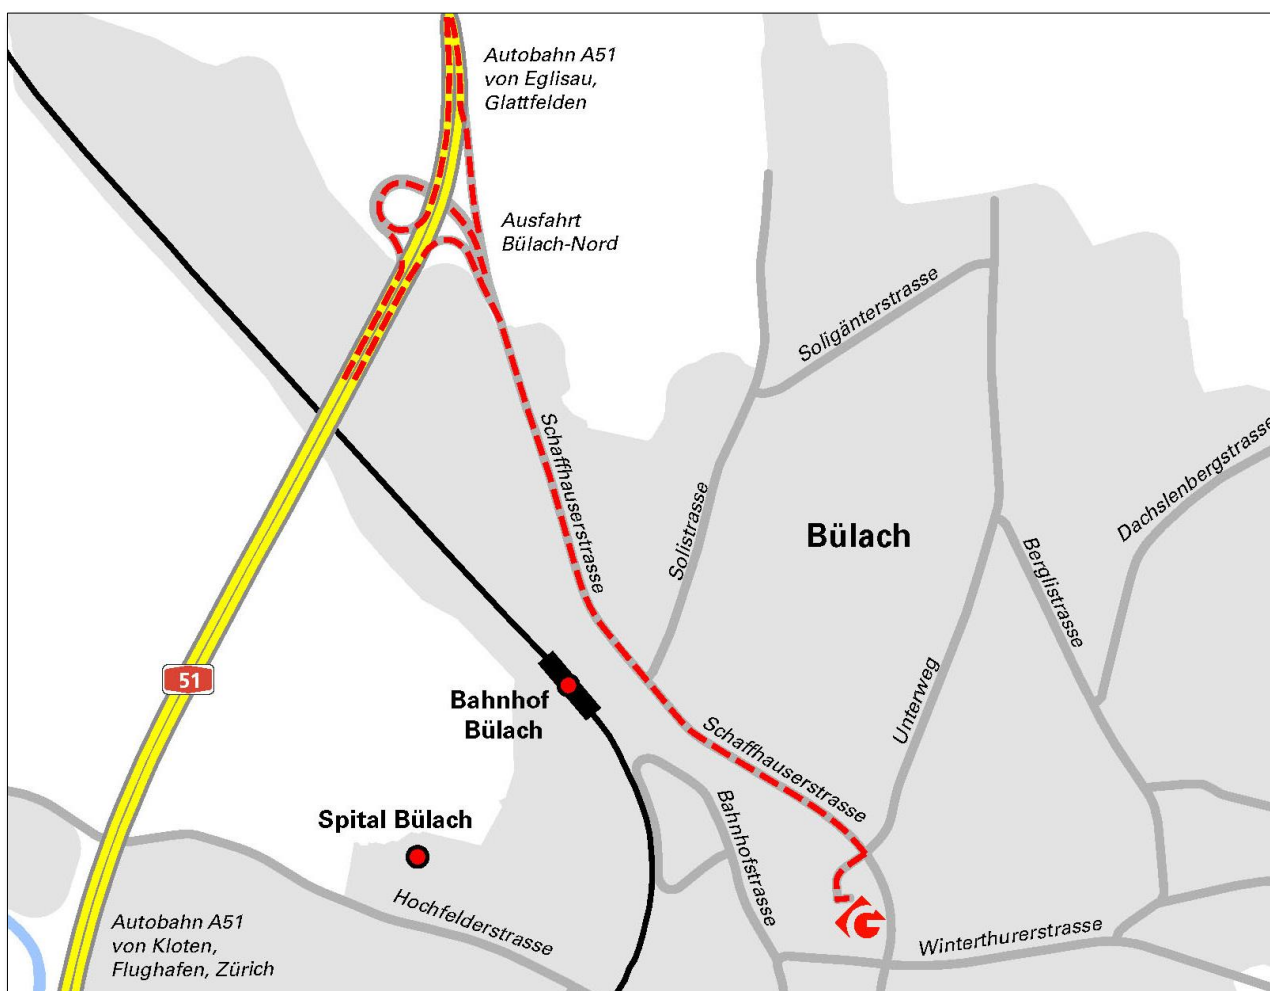 Autobahn A51
von Eglisau,
Glattfelden
Ausfahrt
Bülach-Nord
Soligänterstrasse
Schaffhauserstrasse
Solistrasse
Bülach
Dachslenbergstrasse
Berglistrasse
51
Bahnhof
Bülach
Unterweg
Schaffhauserstrasse
Spital Bülach
Bahnhofstrasse
Hochfelderstrasse
Autobahn A51
von Kloten,
Flughafen, Zürich
Winterthurerstrasse